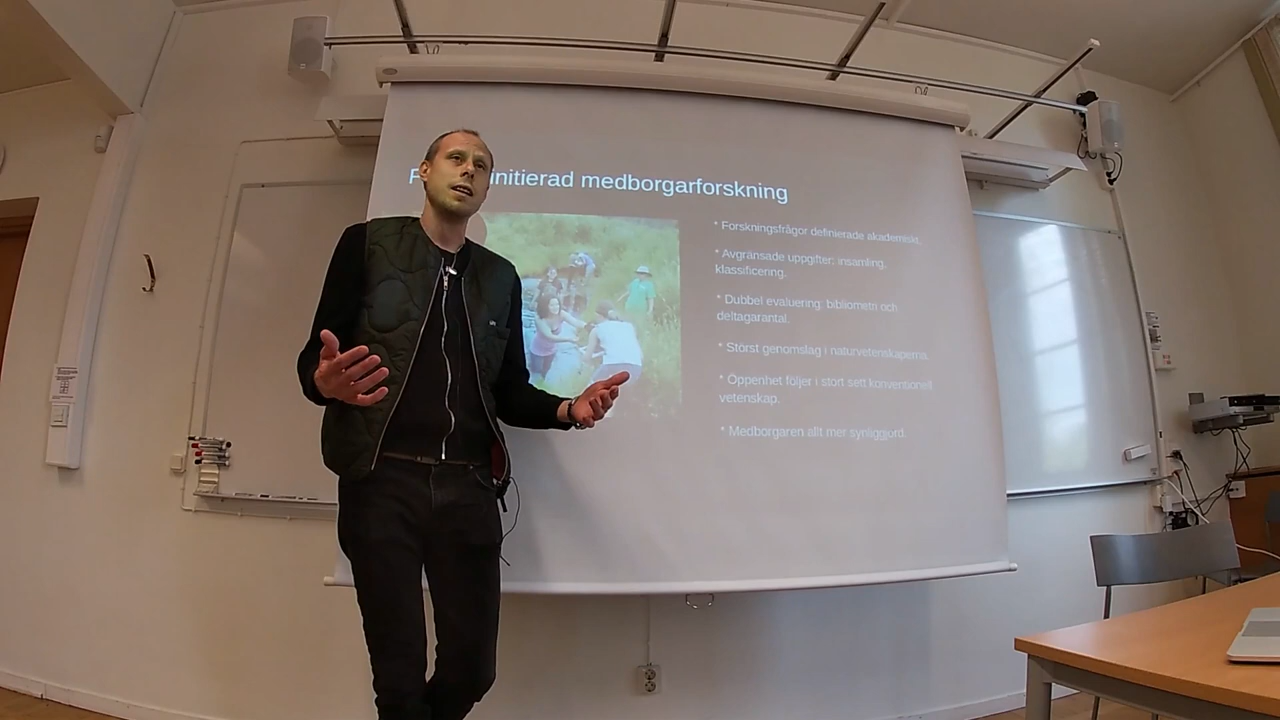 initierad medborgarforskning
* Forskningsfrågor definierade akademiskt.
* Avgränsade uppgifter: insamling,
klassificering.
* Dubbel evaluering: bibliometri och
deltagarantal.
* Störst genomslag i naturvetenskaperna.
* Öppenhet följer i stort sett konventionell
vetenskap.
* Medborgaren allt mer synliggjord.